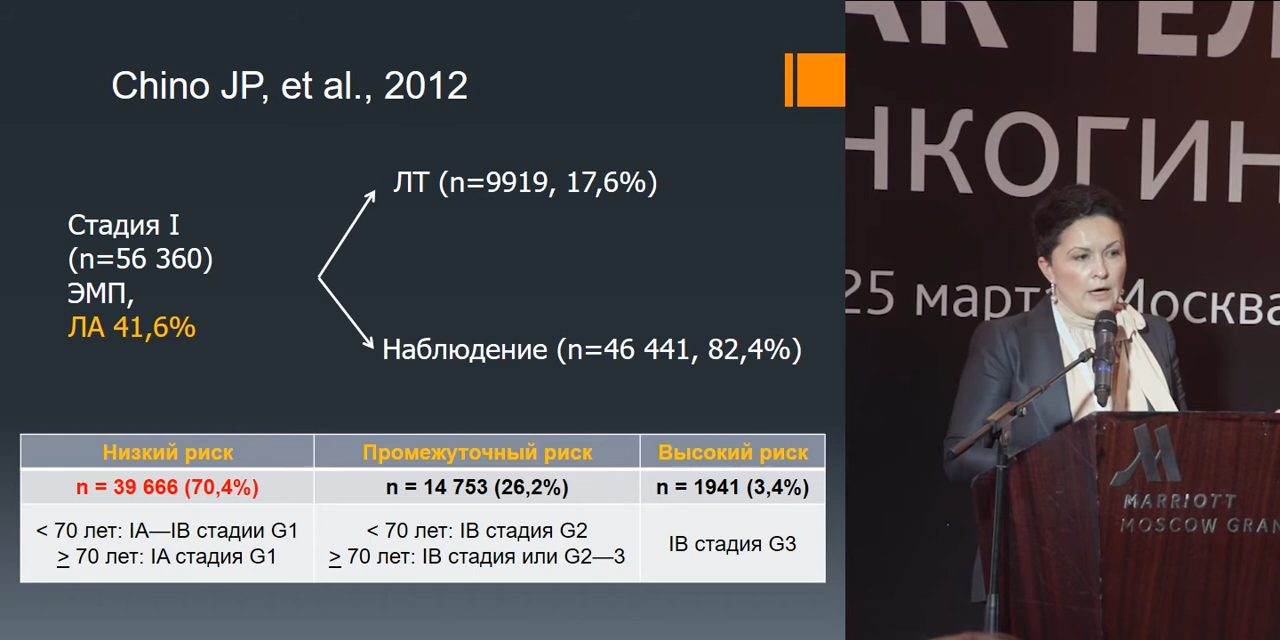 Chino JP, et al., 2012
ЛТ (n=9919, 17,6%)
Стадия I
(n=56 360)
ЭМП,
ЛА 41,6%
Наблюдение (n=46 441, 82,4%)
Низкий риск
Промежуточный риск
Высокий риск
n = 39 666 (70,4%)
n = 14 753 (26,2%)
n = 1941 (3,4%)
< 70 лет: IA—IB стадии G1
≥ 70 лет: IA стадия G1
< 70 лет: IB стадия G2
≥ 70 лет: IB стадия или G2—3
IB стадия G3
АК ТЕЛ
НКОГИН
25 март Москва
MARRIOTT
MOSCOW GRAN